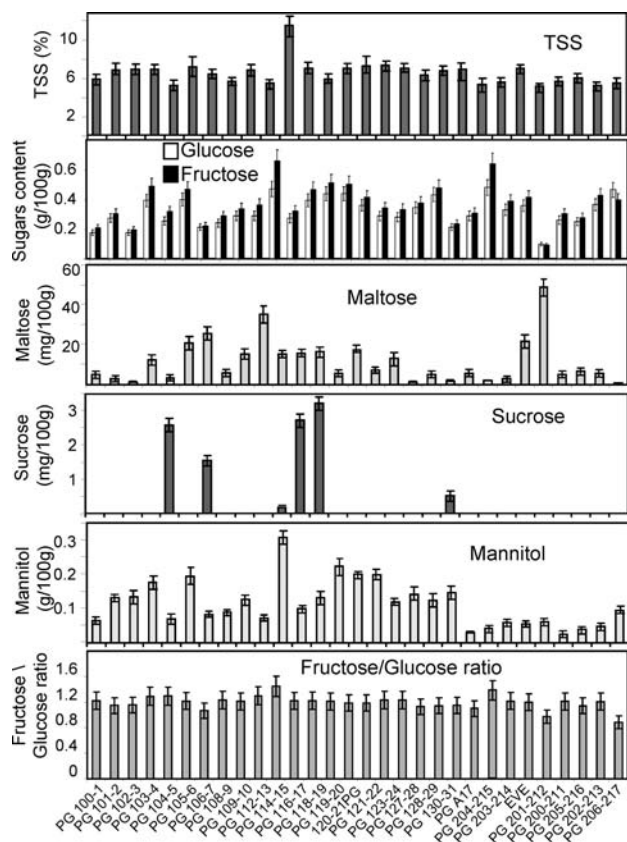 TSS (%)
10
6
2
TSS
Sugars content
(g/100g)
0.6
0.4
0.2
Glucose
Fructose
Maltose
(mg/100g)
60
40
20
Maltose
Sucrose
(mg/100g)
3
2
1
Sucrose
Mannitol
(g/100g)
0.3
0.2
0.1
Mannitol
Fructose \
Glucose ratio
1.6
1.2
0.8
0.4
0
Fructose/Glucose ratio
PG 100-1
PG 101-2
PG 102-3
PG 103-4
PG 104-5
PG 105-6
PG 106-7
PG 108-9
PG 109-10
PG 112-13
PG 114-15
PG 116-17
PG 118-19
PG 119-20
120-21PG
PG 121-22
PG 123-24
PG 127-28
PG 128-29
PG 130-31
PG A17
PG 204-215
PG 203-214
EVE
PG 201-212
PG 200-211
PG 205-216
PG 202-213
PG 206-217